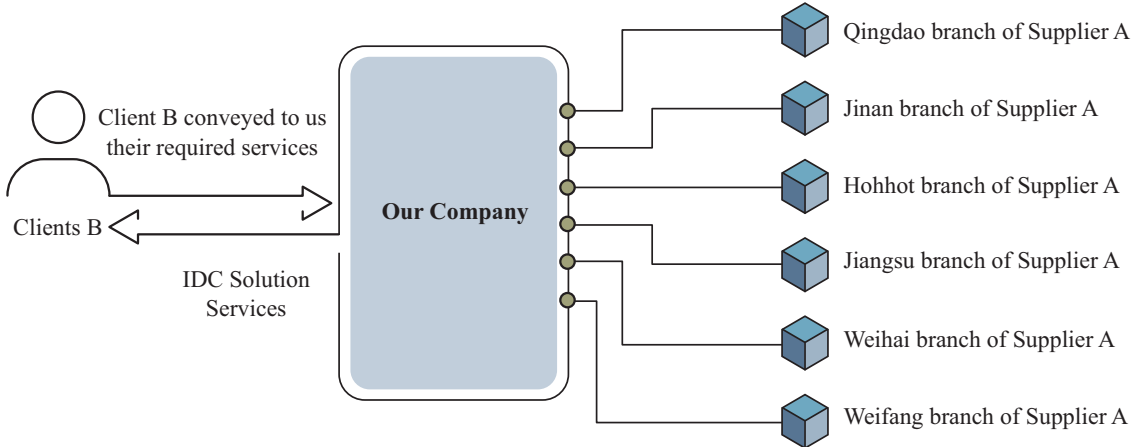 Client B conveyed to us
their required services
Clients B
IDC Solution
Services
Our Company
Qingdao branch of Supplier A
Jinan branch of Supplier A
Hohhot branch of Supplier A
Jiangsu branch of Supplier A
Weihai branch of Supplier A
Weifang branch of Supplier A